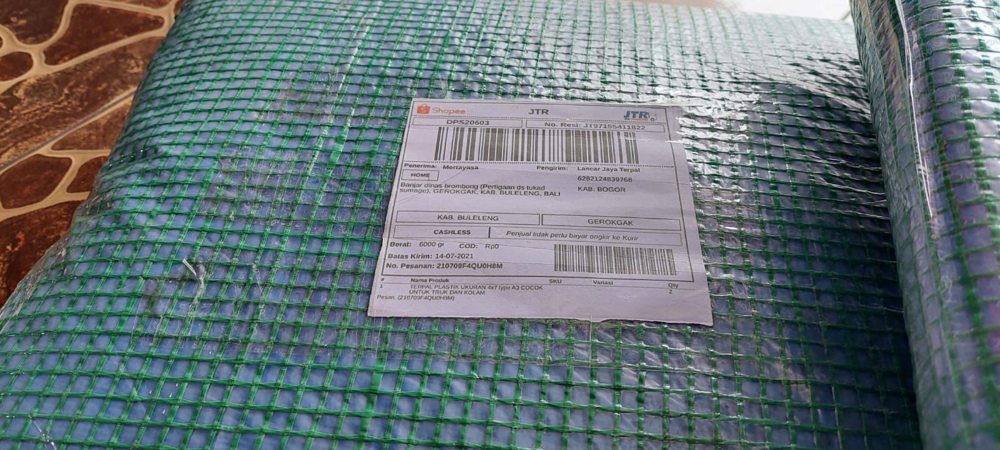 Shopee JTR JTR
DPS20603 No. Resi: JT97155411822
Penerima: Mertayasa Pengirim: Lancar Jaya Terpal
HOME 6282124839768
Banjar dinas brombong (Pertigaan ds tukad KAB. BOGOR
sumage), GEROKGAK, KAB. BULELENG, BALI
KAB. BULELENG GEROKGAK
CASHLESS Penjual tidak perlu bayar ongkir ke Kurir
Berat: 6000 gr COD: Rp0
Batas Kirim: 14-07-2021
No. Pesanan: 210709F4QU0H8M
# Nama Produk SKU Variasi Qty
1 TERPAL PLASTIK UKURAN 4x7 type A3 COCOK 2
UNTUK TRUK DAN KOLAM
Pesan: (210709F4QU0H8M)